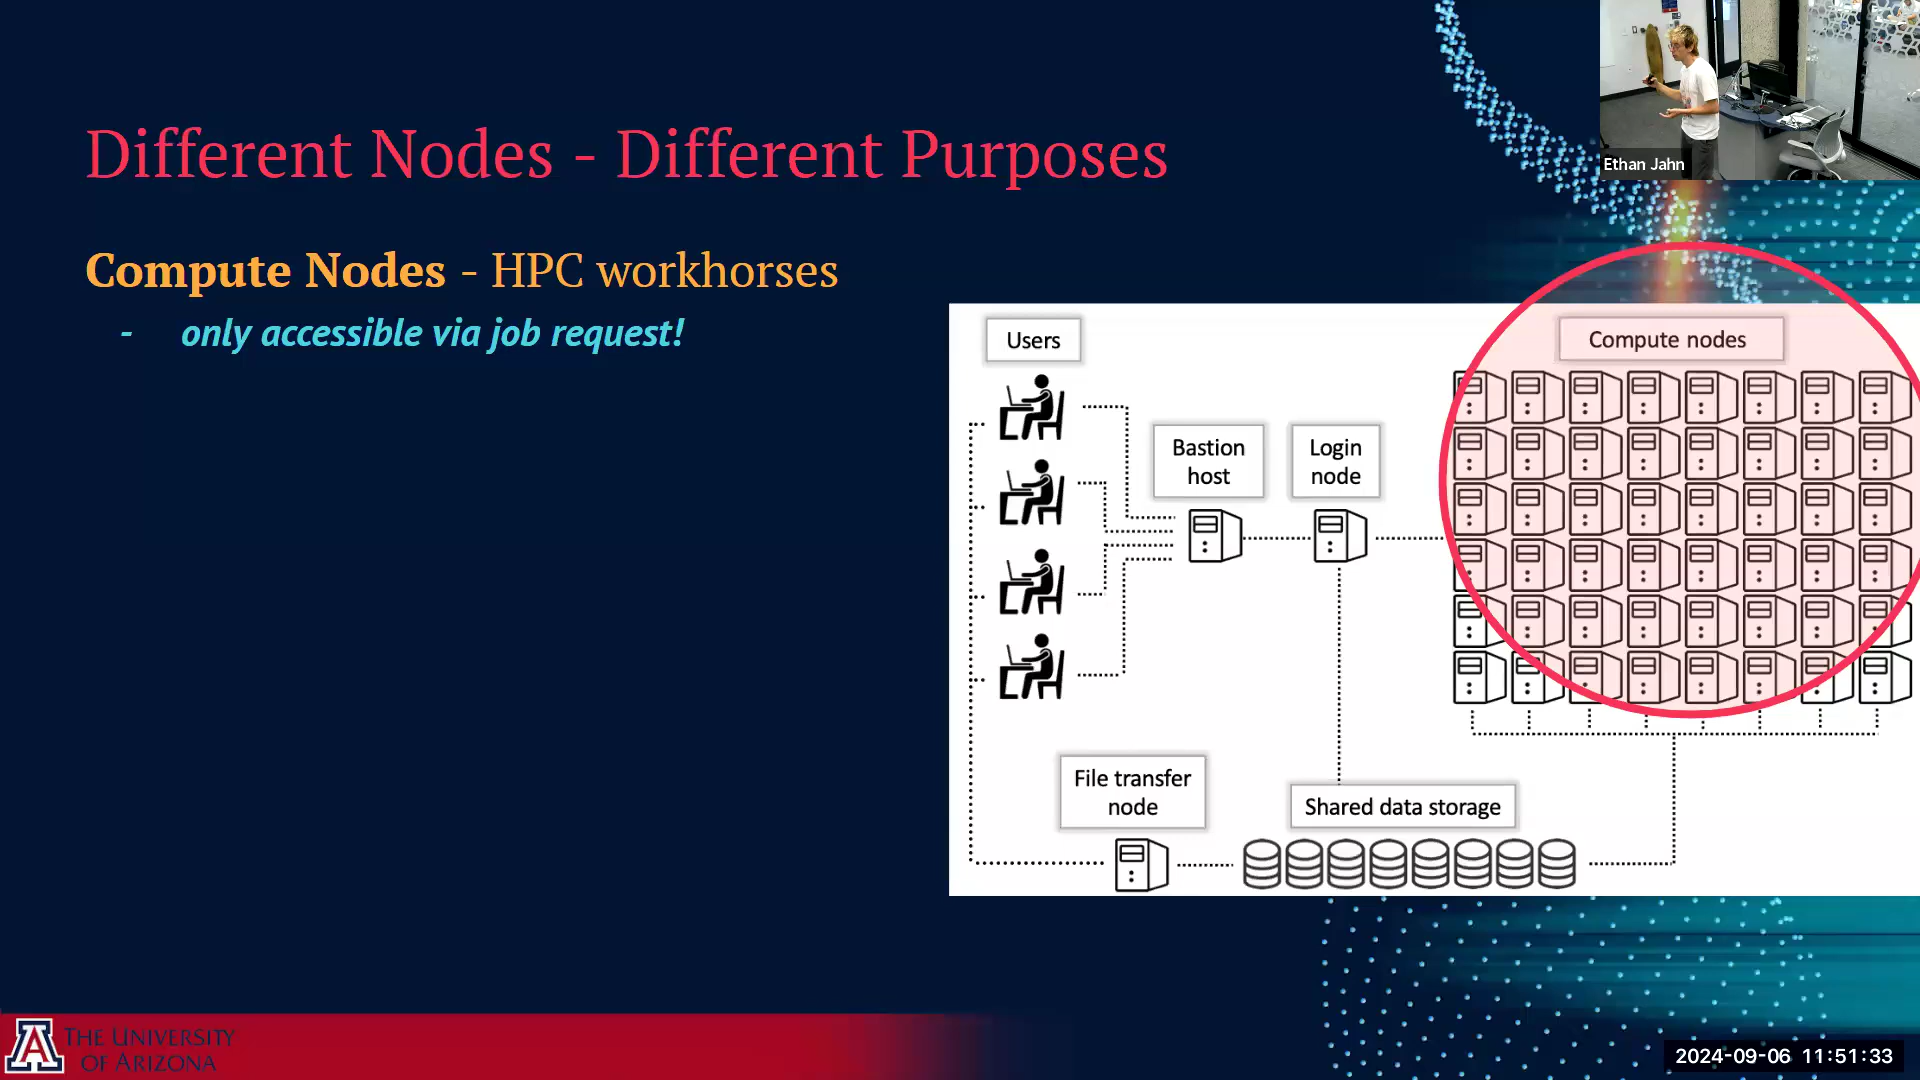 Different Nodes - Different Purposes
Ethan Jahn
Compute Nodes - HPC workhorses
- only accessible via job request!
Users
Compute nodes
Bastion
host
Login
node
File transfer
node
Shared data storage
A
THE UNIVERSITY
OF ARIZONA
2024-09-06 11:51:33